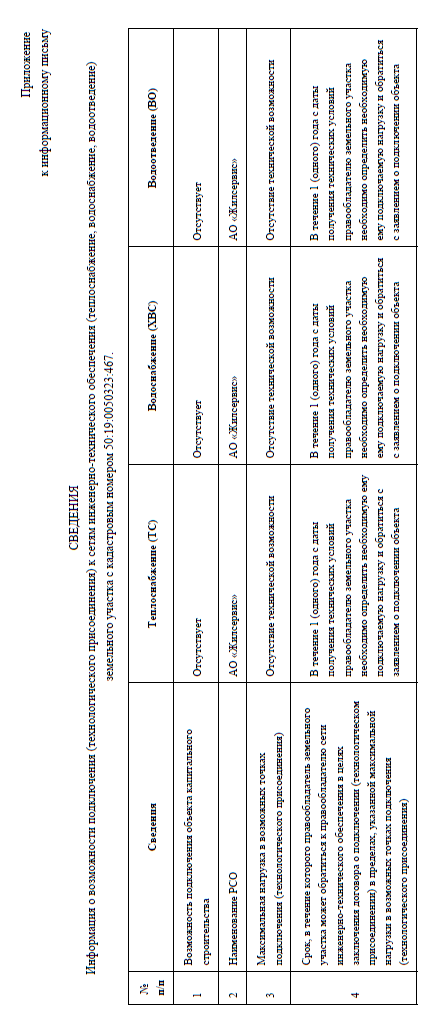 Приложение
к информационному письму
СВЕДЕНИЯ
Информация о возможности подключения (технологического присоединения) к сетям инженерно-технического обеспечения (теплоснабжение, водоснабжение, водоотведение)
земельного участка с кадастровым номером 50:19:0050323:467.
№
п/п
Сведения
Теплоснабжение (ТС)
Водоснабжение (ХВС)
Водоотведение (ВО)
1
Возможность подключения объекта капитального
строительства
Отсутствует
Отсутствует
Отсутствует
2
Наименование РСО
АО «Жилсервис»
АО «Жилсервис»
АО «Жилсервис»
3
Максимальная нагрузка в возможных точках
подключения (технологического присоединения)
Отсутствие технической возможности
Отсутствие технической возможности
Отсутствие технической возможности
4
Срок, в течение которого правообладатель земельного
участка может обратиться к правообладателю сети
инженерно-технического обеспечения в целях
заключения договора о подключении (технологическом
присоединении) в пределах, указанной максимальной
нагрузки в возможных точках подключения
(технологического присоединения)
В течение 1 (одного) года с даты
получения технических условий
правообладателю земельного участка
необходимо определить необходимую ему
подключаемую нагрузку и обратиться с
заявлением о подключении объекта
В течение 1 (одного) года с даты
получения технических условий
правообладателю земельного участка
необходимо определить необходимую
ему подключаемую нагрузку и обратиться
с заявлением о подключении объекта
В течение 1 (одного) года с даты
получения технических условий
правообладателю земельного участка
необходимо определить необходимую
ему подключаемую нагрузку и обратиться
с заявлением о подключении объекта